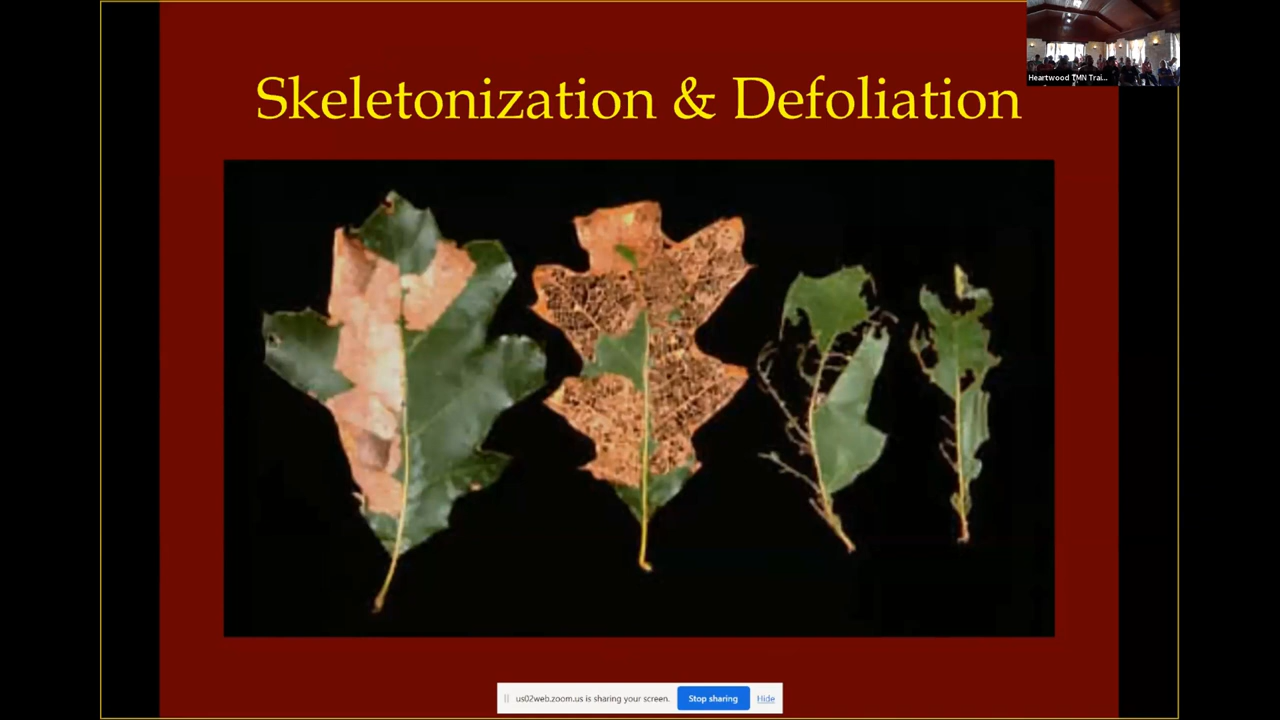 Skeletonization & Defoliation
Heartwood TMN Trai...
us02web.zoom.us is sharing your screen.
Stop sharing
Hide